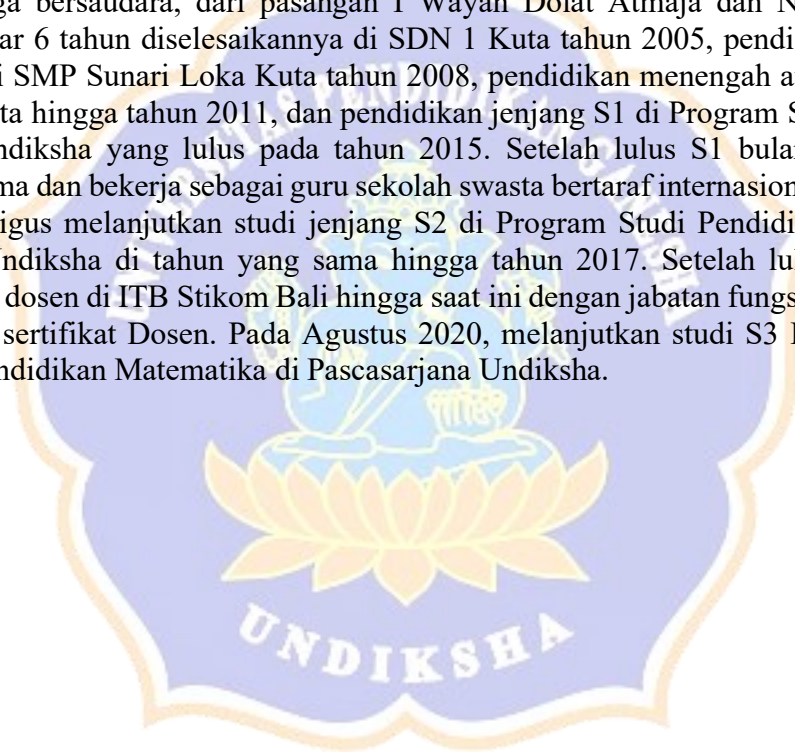 ga bersaudara, dari pasangan I Wayan Dolat Atmaja dan N
ar 6 tahun diselesaikannya di SDN 1 Kuta tahun 2005, pendi
i SMP Sunari Loka Kuta tahun 2008, pendidikan menengah a
ta hingga tahun 2011, dan pendidikan jenjang S1 di Program S
ndiksha yang lulus pada tahun 2015. Setelah lulus S1 bula
ma dan bekerja sebagai guru sekolah swasta bertaraf internasion
igus melanjutkan studi jenjang S2 di Program Studi Pendidi
Undiksha di tahun yang sama hingga tahun 2017. Setelah lu
dosen di ITB Stikom Bali hingga saat ini dengan jabatan fungs
sertifikat Dosen. Pada Agustus 2020, melanjutkan studi S3
ndidikan Matematika di Pascasarjana Undiksha.
UNIVERSITAS PENDIDIKAN GANESHA
UNDIKSHA